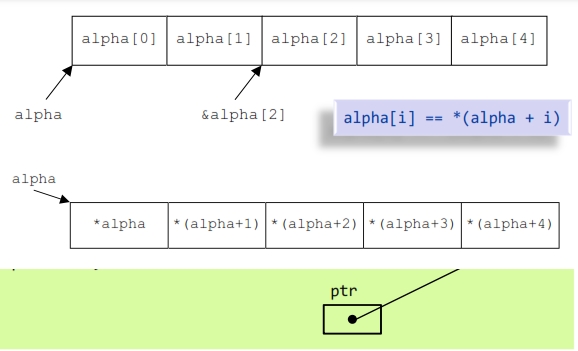 alpha[0] alpha[1] alpha[2] alpha[3] alpha[4]
alpha &alpha[2]
alpha[i] == *(alpha + i)
alpha
*alpha *(alpha+1) *(alpha+2) *(alpha+3) *(alpha+4)
ptr